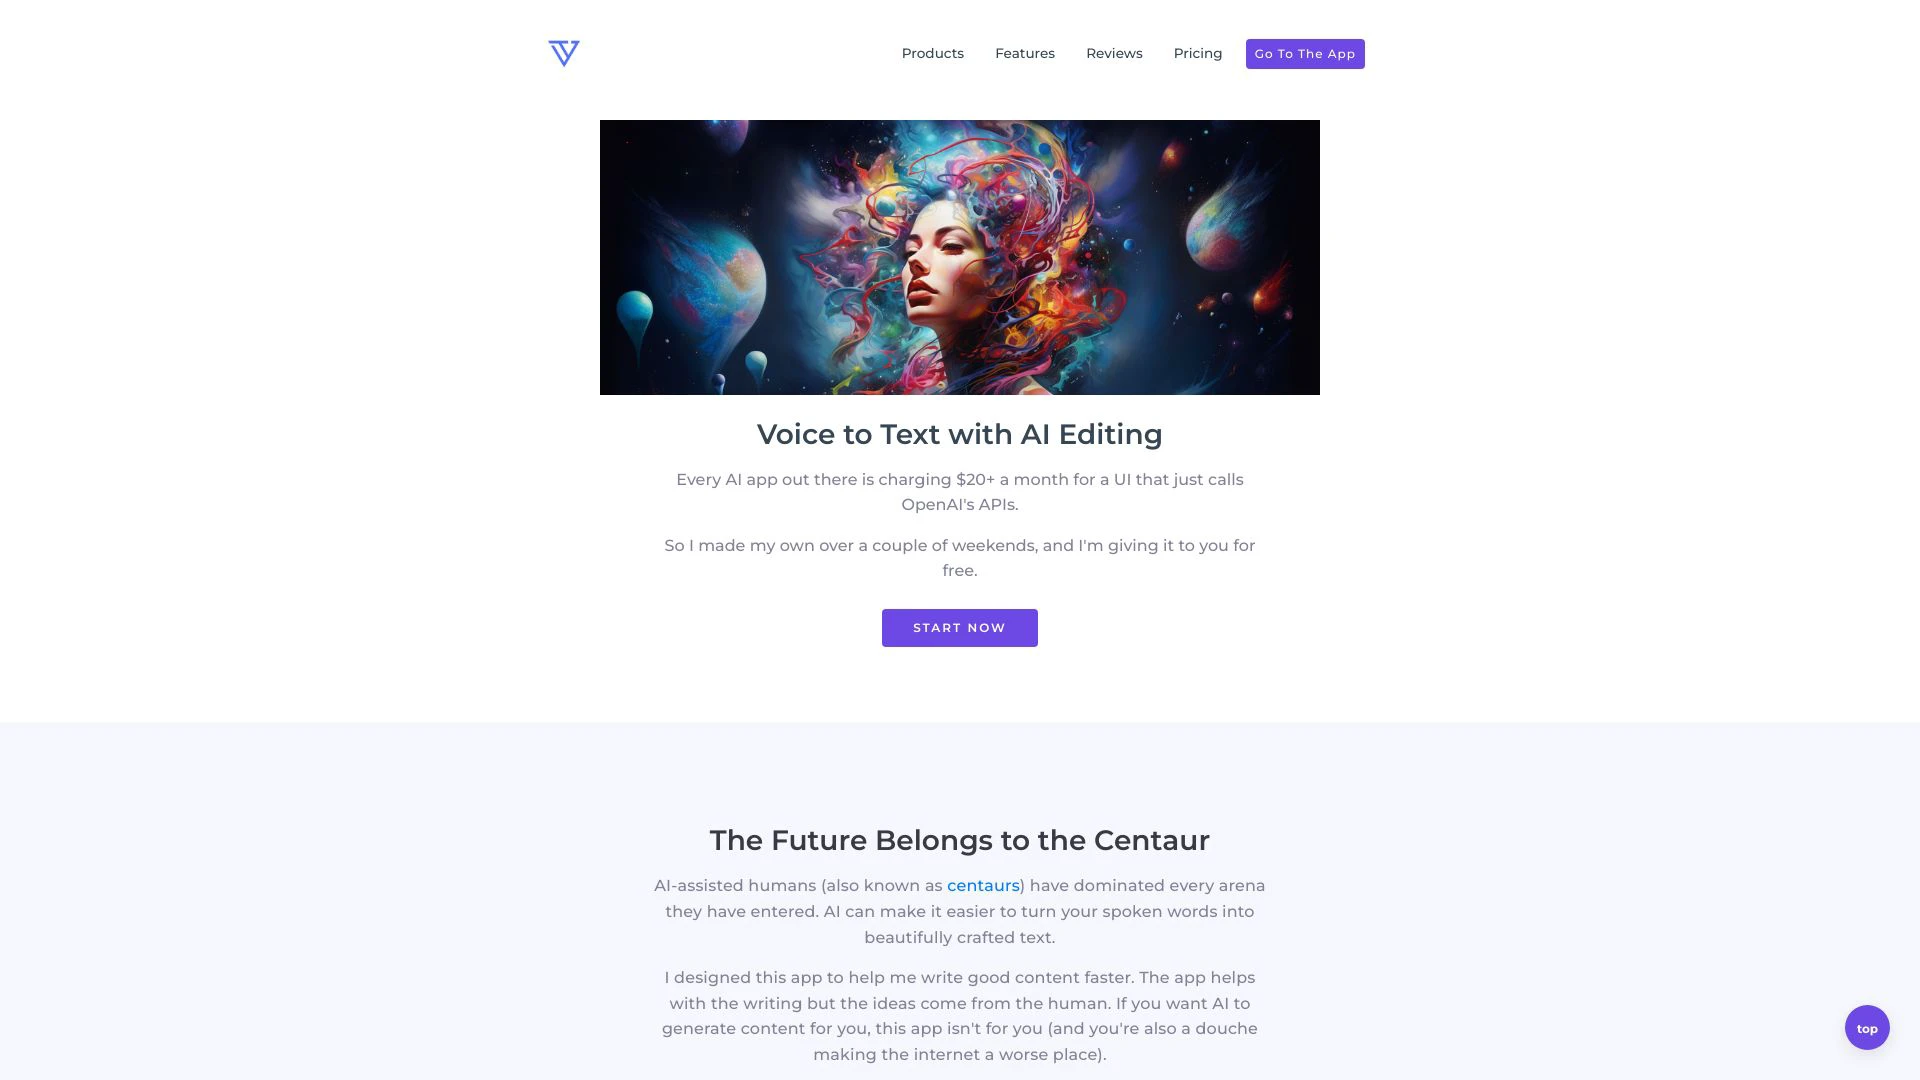 Products
Features
Reviews
Pricing
Go To The App
Voice to Text with AI Editing
Every AI app out there is charging $20+ a month for a UI that just calls
OpenAI's APIs.
So I made my own over a couple of weekends, and I'm giving it to you for
free.
START NOW
The Future Belongs to the Centaur
AI-assisted humans (also known as centaurs) have dominated every arena
they have entered. AI can make it easier to turn your spoken words into
beautifully crafted text.
I designed this app to help me write good content faster. The app helps
with the writing but the ideas come from the human. If you want AI to
generate content for you, this app isn't for you (and you're also a douche
making the internet a worse place).
top